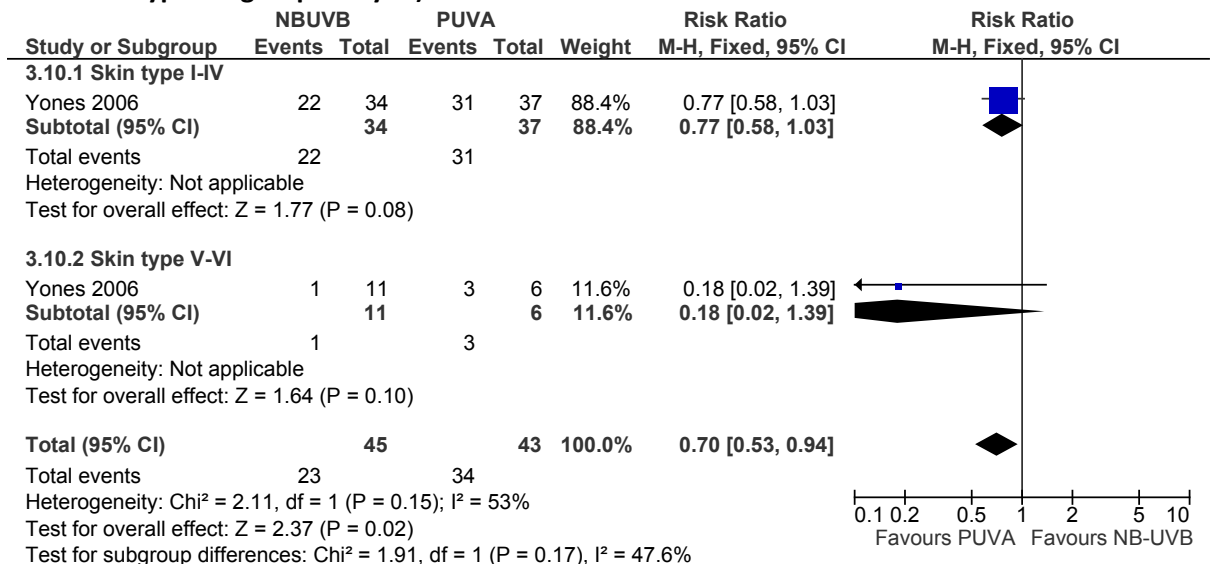 NBUVB PUVA Risk Ratio Risk Ratio
Study or Subgroup Events Total Events Total Weight M-H, Fixed, 95% CI M-H, Fixed, 95% CI
3.10.1 Skin type I-IV
Yones 2006 22 34 31 37 88.4% 0.77 [0.58, 1.03]
Subtotal (95% CI) 34 37 88.4% 0.77 [0.58, 1.03]
Total events 22 31
Heterogeneity: Not applicable
Test for overall effect: Z = 1.77 (P = 0.08)
3.10.2 Skin type V-VI
Yones 2006 1 11 3 6 11.6% 0.18 [0.02, 1.39]
Subtotal (95% CI) 11 6 11.6% 0.18 [0.02, 1.39]
Total events 1 3
Heterogeneity: Not applicable
Test for overall effect: Z = 1.64 (P = 0.10)
Total (95% CI) 45 43 100.0% 0.70 [0.53, 0.94]
Total events 23 34
Heterogeneity: Chi² = 2.11, df = 1 (P = 0.15); I² = 53%
Test for overall effect: Z = 2.37 (P = 0.02)
Test for subgroup differences: Chi² = 1.91, df = 1 (P = 0.17), I² = 47.6%
0.1 0.2 0.5 1 2 5 10
Favours PUVA Favours NB-UVB